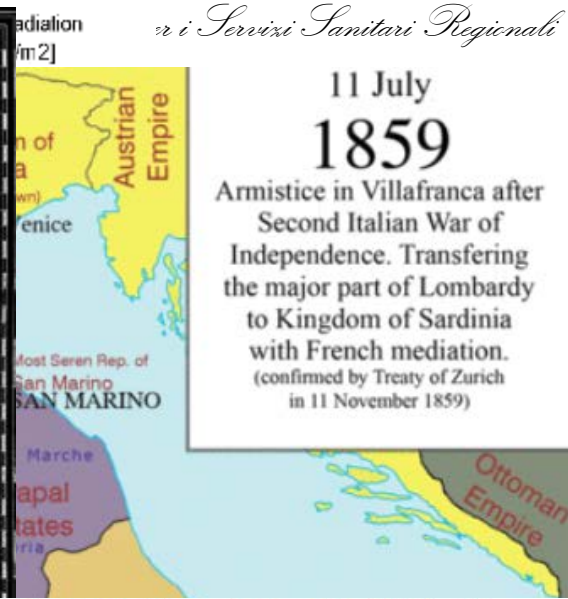 adiation
/m2]
er i Servizi Sanitari Regionali
11 July
1859
Armistice in Villafranca after
Second Italian War of
Independence. Transfering
the major part of Lombardy
to Kingdom of Sardinia
with French mediation.
(confirmed by Treaty of Zurich
in 11 November 1859)
Austrian
Empire
n of
a
wn)
enice
Most Seren Rep. of
San Marino
SAN MARINO
Marche
apal
tates
ria
Ottoman
Empire